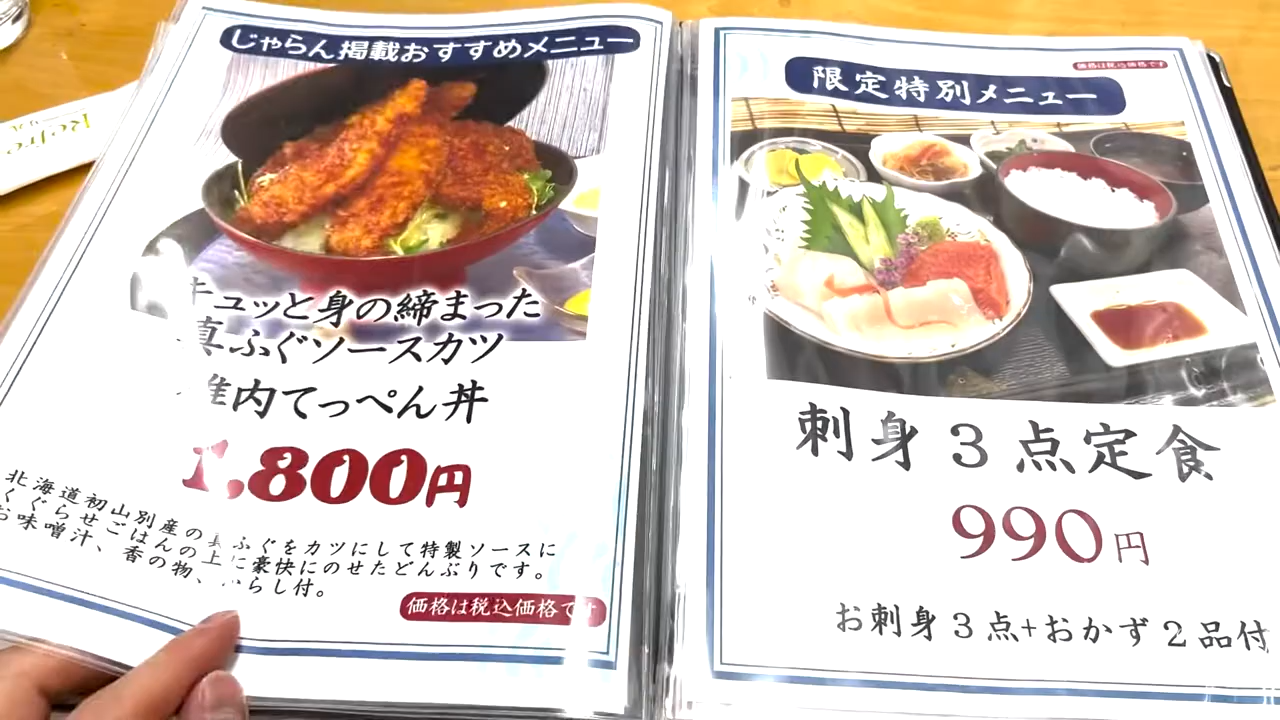 じゃらん掲載おすすめメニュー
キュッと身の締まった
真ふぐソースカツ
稚内てっぺん丼
1,800円
北海道初山別産の真ふぐをカツにして特製ソースに
くぐらせごはんの上に豪快にのせたどんぶりです。
お味噌汁、香の物、からし付。
価格は税込価格です
価格は税込価格です
限定特別メニュー
刺身3点定食
990円
お刺身3点+おかず2品付